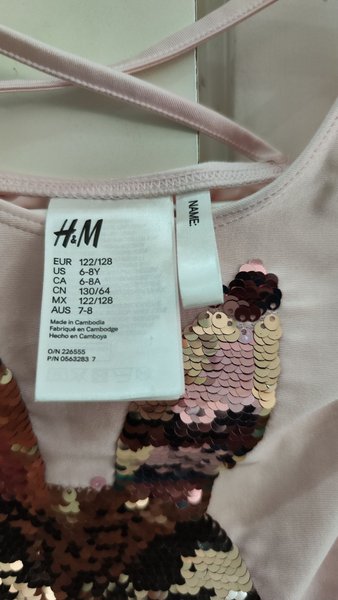 H&M
EUR 122/128
US 6-8Y
CA 6-8A
CN 130/64
MX 122/128
AUS 7-8
Made in Cambodia
Fabriqué en Cambodge
Hecho en Camboya
O/N 226555
P/N 0563283 7
NAME: